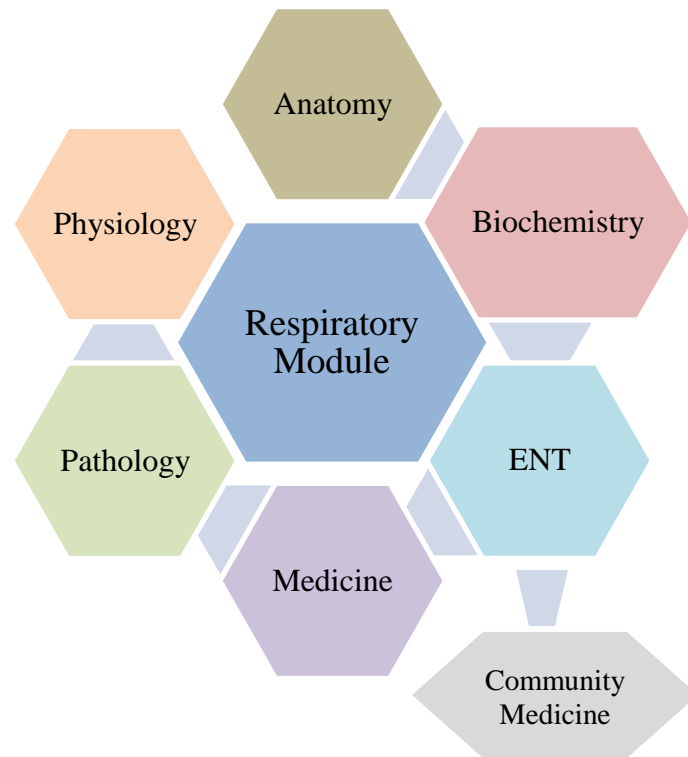 Anatomy
Physiology
Biochemistry
Respiratory
Module
Pathology
ENT
Medicine
Community
Medicine